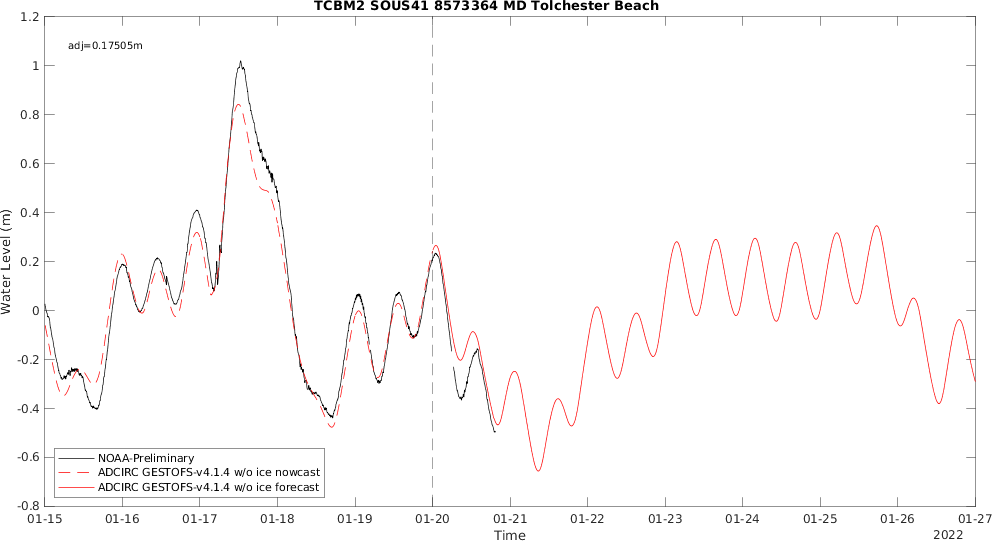 TCBM2 SOUS41 8573364 MD Tolchester Beach
adj=0.17505m
1.2
1
0.8
0.6
0.4
0.2
0
-0.2
-0.4
-0.6
-0.8
Water Level (m)
NOAA-Preliminary
ADCIRC GESTOFS-v4.1.4 w/o ice nowcast
ADCIRC GESTOFS-v4.1.4 w/o ice forecast
01-15 01-16 01-17 01-18 01-19 01-20 01-21 01-22 01-23 01-24 01-25 01-26 01-27
Time
2022